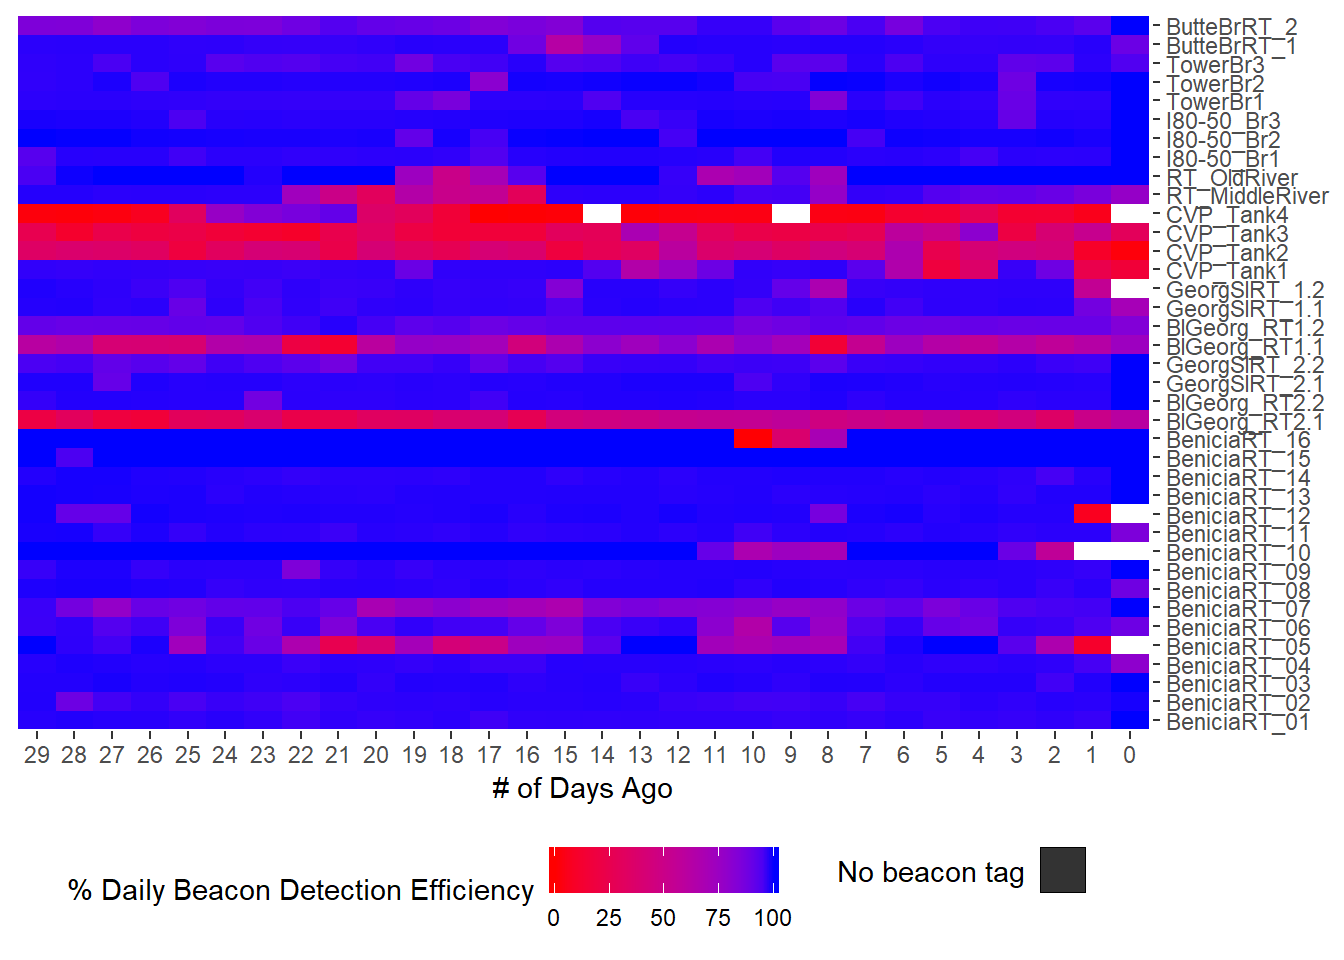 ButteBrRT_2
ButteBrRT_1
TowerBr3
TowerBr2
TowerBr1
I80-50_Br3
I80-50_Br2
I80-50_Br1
RT_OldRiver
RT_MiddleRiver
CVP_Tank4
CVP_Tank3
CVP_Tank2
CVP_Tank1
GeorgSlRT_1.2
GeorgSlRT_1.1
BlGeorg_RT1.2
BlGeorg_RT1.1
GeorgSlRT_2.2
GeorgSlRT_2.1
BlGeorg_RT2.2
BlGeorg_RT2.1
BeniciaRT_16
BeniciaRT_15
BeniciaRT_14
BeniciaRT_13
BeniciaRT_12
BeniciaRT_11
BeniciaRT_10
BeniciaRT_09
BeniciaRT_08
BeniciaRT_07
BeniciaRT_06
BeniciaRT_05
BeniciaRT_04
BeniciaRT_03
BeniciaRT_02
BeniciaRT_01
29 28 27 26 25 24 23 22 21 20 19 18 17 16 15 14 13 12 11 10 9 8 7 6 5 4 3 2 1 0
# of Days Ago
% Daily Beacon Detection Efficiency
0 25 50 75 100
No beacon tag